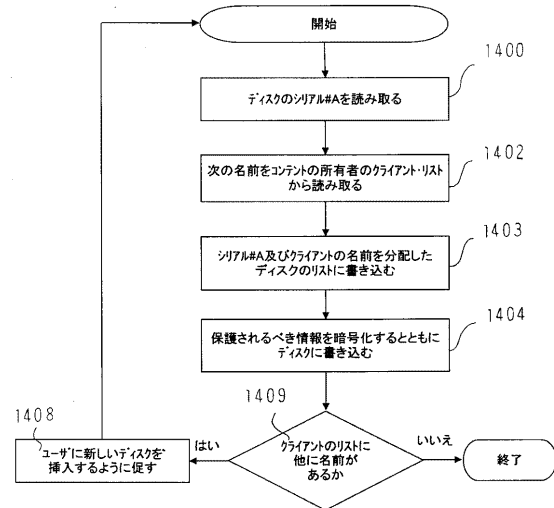 開始
1400
ディスクのシリアル#Aを読み取る
1402
次の名前をコンテントの所有者のクライアント・リスト
から読み取る
1403
シリアル#A及びクライアントの名前を分配した
ディスクのリストに書き込む
1404
保護されるべき情報を暗号化するとともに
ディスクに書き込む
1409
クライアントのリストに
他に名前が
あるか
はい
いいえ
1408
ユーザに新しいディスクを
挿入するように促す
終了